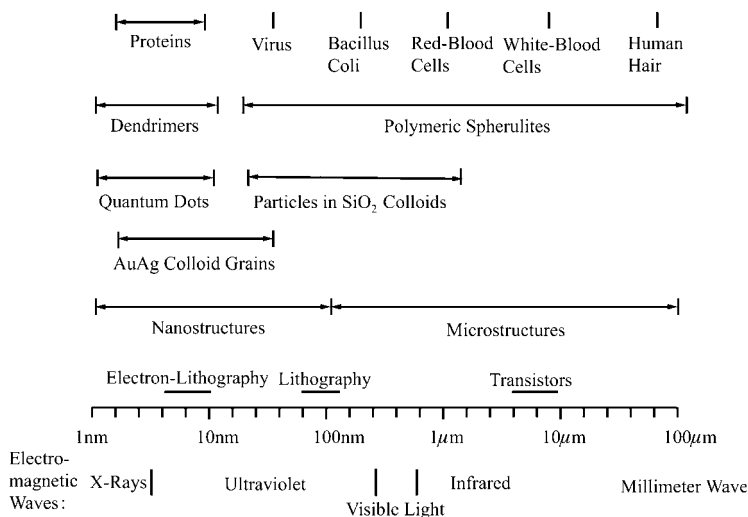 Proteins
Virus
Bacillus
Coli
Red-Blood
Cells
White-Blood
Cells
Human
Hair
Dendrimers
Polymeric Spherulites
Quantum Dots
Particles in SiO₂ Colloids
AuAg Colloid Grains
Nanostructures
Microstructures
Electron-Lithography
Lithography
Transistors
1nm 10nm 100nm 1μm 10μm 100μm
Electro-
magnetic
Waves:
X-Rays
Ultraviolet
Visible Light
Infrared
Millimeter Wave